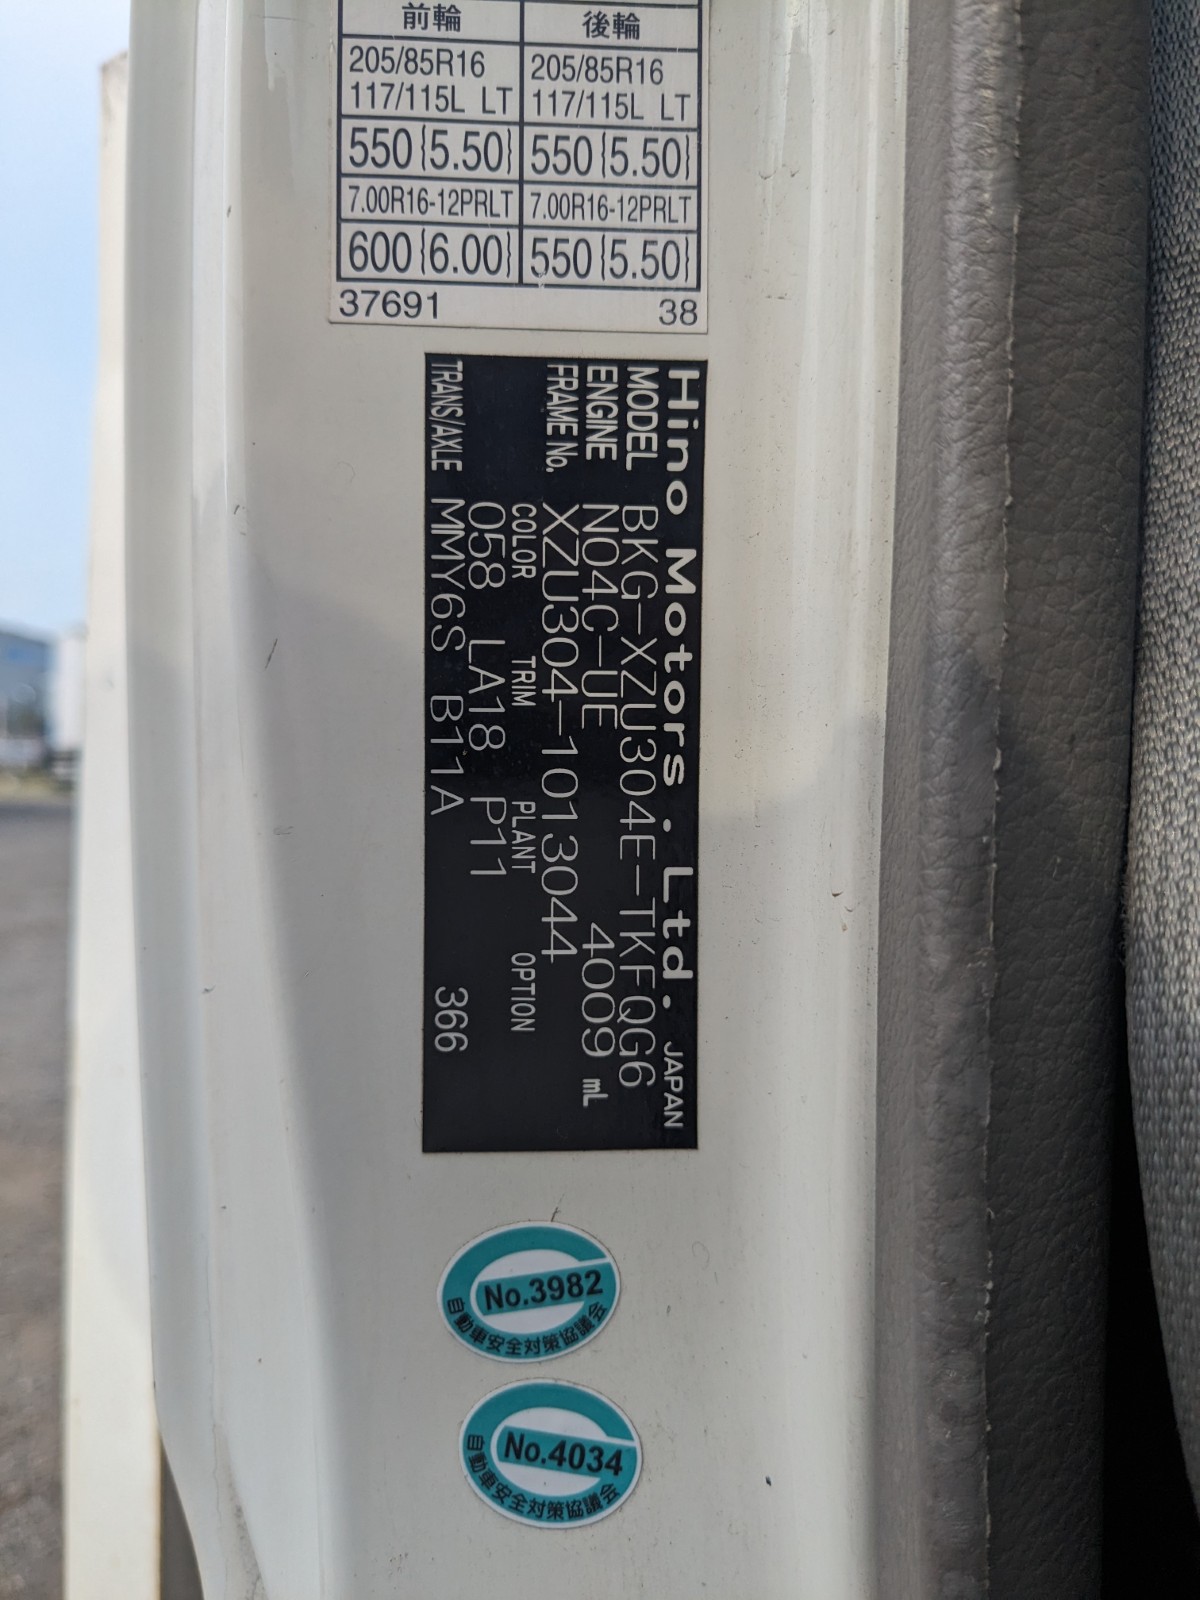 前輪 後輪
205/85R16 205/85R16
117/115L LT 117/115L LT
550{5.50} 550{5.50}
7.00R16-12PRLT 7.00R16-12PRLT
600{6.00} 550{5.50}
37691 38
Hino Motors. Ltd. JAPAN
MODEL BKG-XZU304E-TKFQG6
ENGINE N04C-UE 4009 mL
FRAME No. XZU304-1013044
COLOR TRIM PLANT OPTION
058 LA18 P11
TRANS/AXLE MMY6S B11A 366
No.3982
自動車安全対策協議会
No.4034
自動車安全対策協議会